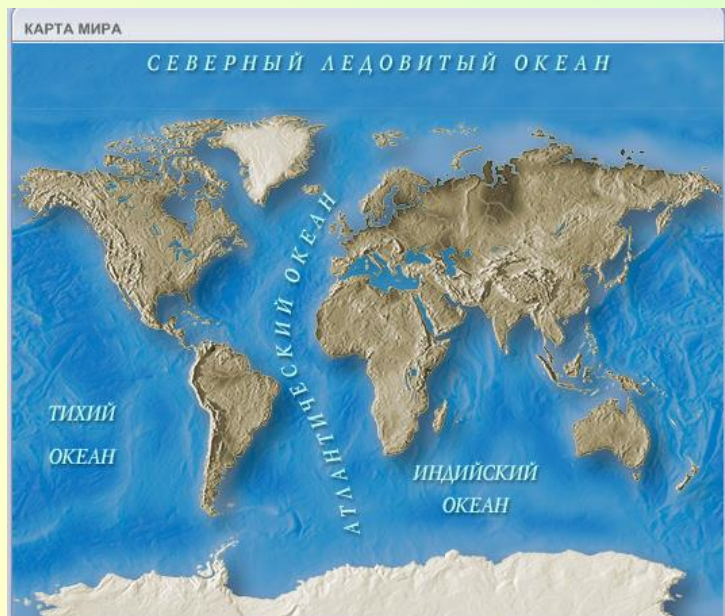 КАРТА МИРА
СЕВЕРНЫЙ ЛЕДОВИТЫЙ ОКЕАН
АТЛАНТИЧЕСКИЙ ОКЕАН
ТИХИЙ
ОКЕАН
ИНДИЙСКИЙ
ОКЕАН